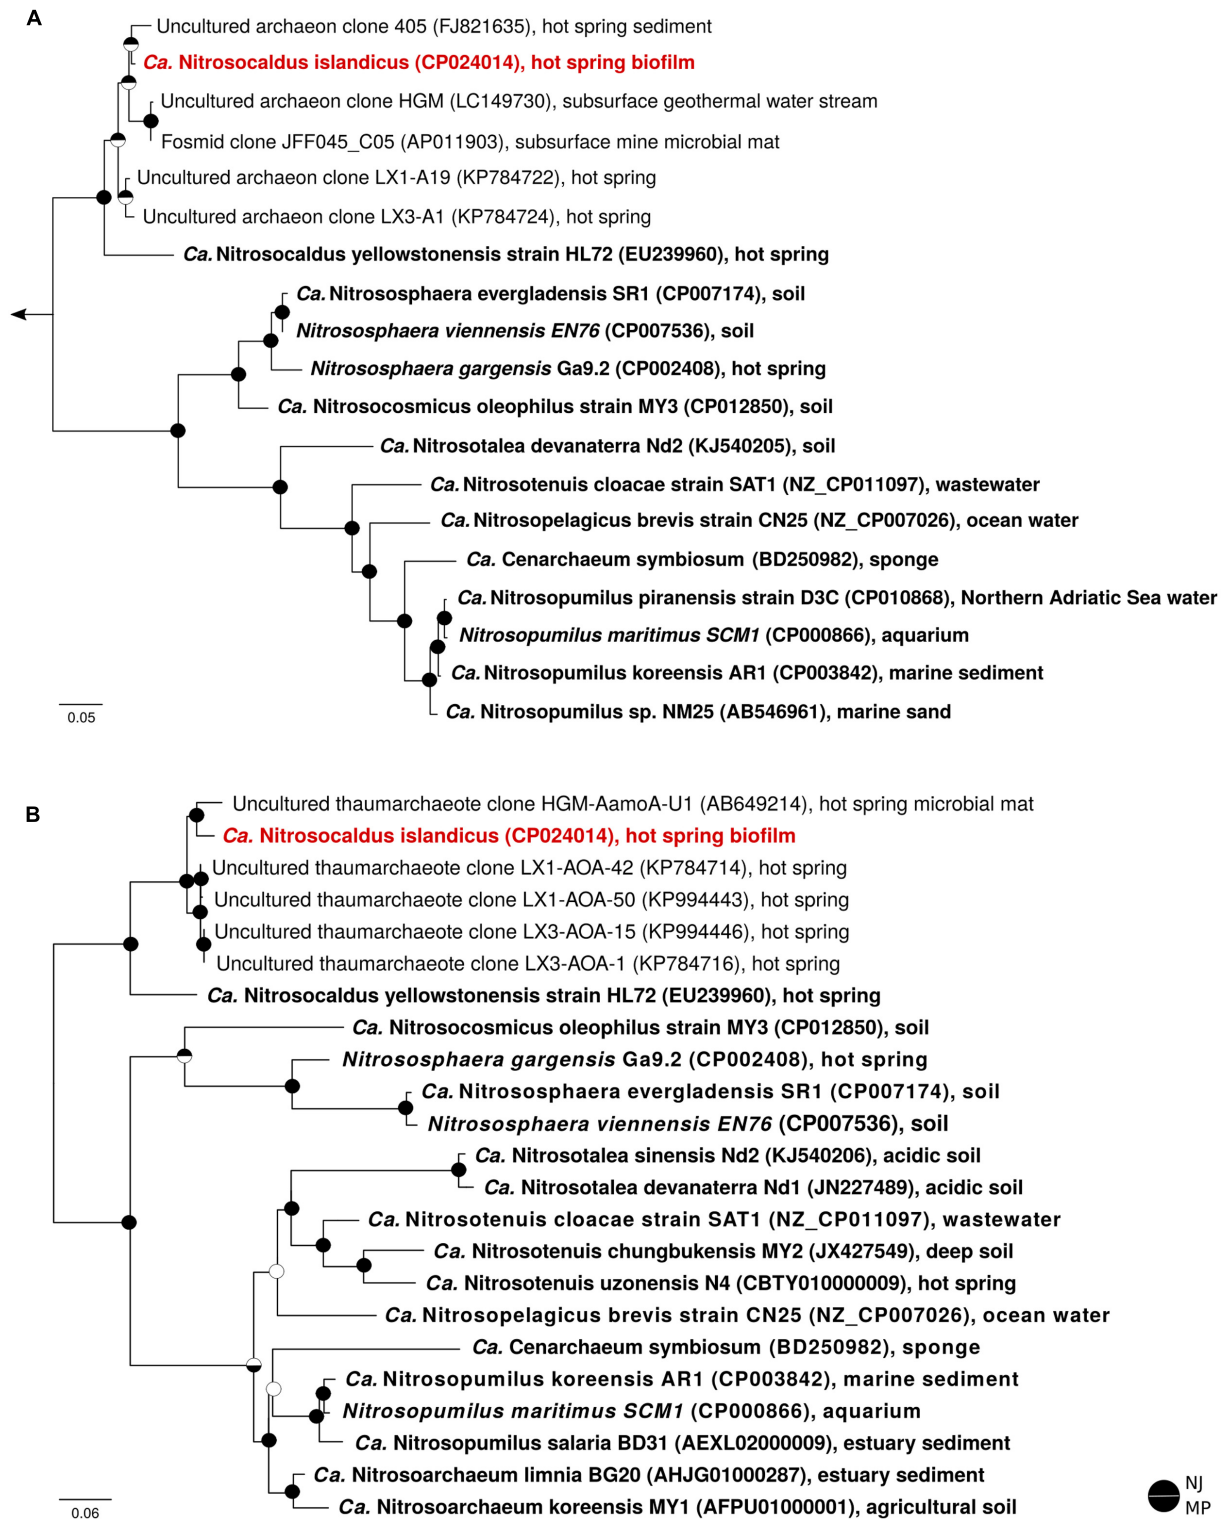 A
Uncultured archaeon clone 405 (FJ821635), hot spring sediment
Ca. Nitrosocaldus islandicus (CP024014), hot spring biofilm
Uncultured archaeon clone HGM (LC149730), subsurface geothermal water stream
Fosmid clone JFF045_C05 (AP011903), subsurface mine microbial mat
Uncultured archaeon clone LX1-A19 (KP784722), hot spring
Uncultured archaeon clone LX3-A1 (KP784724), hot spring
Ca. Nitrosocaldus yellowstonensis strain HL72 (EU239960), hot spring
Ca. Nitrososphaera evergladensis SR1 (CP007174), soil
Nitrososphaera viennensis EN76 (CP007536), soil
Nitrososphaera gargensis Ga9.2 (CP002408), hot spring
Ca. Nitrosocosmicus oleophilus strain MY3 (CP012850), soil
Ca. Nitrosotalea devanaterra Nd2 (KJ540205), soil
Ca. Nitrosotenuis cloacae strain SAT1 (NZ_CP011097), wastewater
Ca. Nitrosopelagicus brevis strain CN25 (NZ_CP007026), ocean water
Ca. Cenarchaeum symbiosum (BD250982), sponge
Ca. Nitrosopumilus piranensis strain D3C (CP010868), Northern Adriatic Sea water
Nitrosopumilus maritimus SCM1 (CP000866), aquarium
Ca. Nitrosopumilus koreensis AR1 (CP003842), marine sediment
Ca. Nitrosopumilus sp. NM25 (AB546961), marine sand
0.05
B
Uncultured thaumarchaeote clone HGM-AamoA-U1 (AB649214), hot spring microbial mat
Ca. Nitrosocaldus islandicus (CP024014), hot spring biofilm
Uncultured thaumarchaeote clone LX1-AOA-42 (KP784714), hot spring
Uncultured thaumarchaeote clone LX1-AOA-50 (KP994443), hot spring
Uncultured thaumarchaeote clone LX3-AOA-15 (KP994446), hot spring
Uncultured thaumarchaeote clone LX3-AOA-1 (KP784716), hot spring
Ca. Nitrosocaldus yellowstonensis strain HL72 (EU239960), hot spring
Ca. Nitrosocosmicus oleophilus strain MY3 (CP012850), soil
Nitrososphaera gargensis Ga9.2 (CP002408), hot spring
Ca. Nitrososphaera evergladensis SR1 (CP007174), soil
Nitrososphaera viennensis EN76 (CP007536), soil
Ca. Nitrosotalea sinensis Nd2 (KJ540206), acidic soil
Ca. Nitrosotalea devanaterra Nd1 (JN227489), acidic soil
Ca. Nitrosotenuis cloacae strain SAT1 (NZ_CP011097), wastewater
Ca. Nitrosotenuis chungbukensis MY2 (JX427549), deep soil
Ca. Nitrosotenuis uzonensis N4 (CBTY010000009), hot spring
Ca. Nitrosopelagicus brevis strain CN25 (NZ_CP007026), ocean water
Ca. Cenarchaeum symbiosum (BD250982), sponge
Ca. Nitrosopumilus koreensis AR1 (CP003842), marine sediment
Nitrosopumilus maritimus SCM1 (CP000866), aquarium
Ca. Nitrosopumilus salaria BD31 (AEXL02000009), estuary sediment
Ca. Nitrosoarchaeum limnia BG20 (AHJG01000287), estuary sediment
Ca. Nitrosoarchaeum koreensis MY1 (AFPU01000001), agricultural soil
0.06
NJ
MP